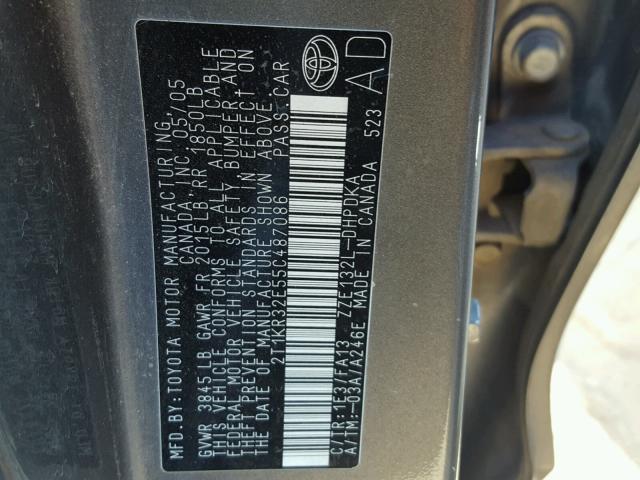 MFD.BY:TOYOTA MOTOR MANUFACTURING,
CANADA, INC. 05/05
GVWR 3845LB GAWR FR 2015LB RR 1850LB
THIS VEHICLE CONFORMS TO ALL APPLICABLE
FEDERAL MOTOR VEHICLE SAFETY, BUMPER AND
THEFT PREVENTION STANDARDS IN EFFECT ON
THE DATE OF MANUFACTURE SHOWN ABOVE.
2T1KR32E55C487086 PASS.CAR
C/TR:1E3/FA13 ZZE132L-DHPDKA
A/TM:-03A/A246E MADE IN CANADA 523
AD